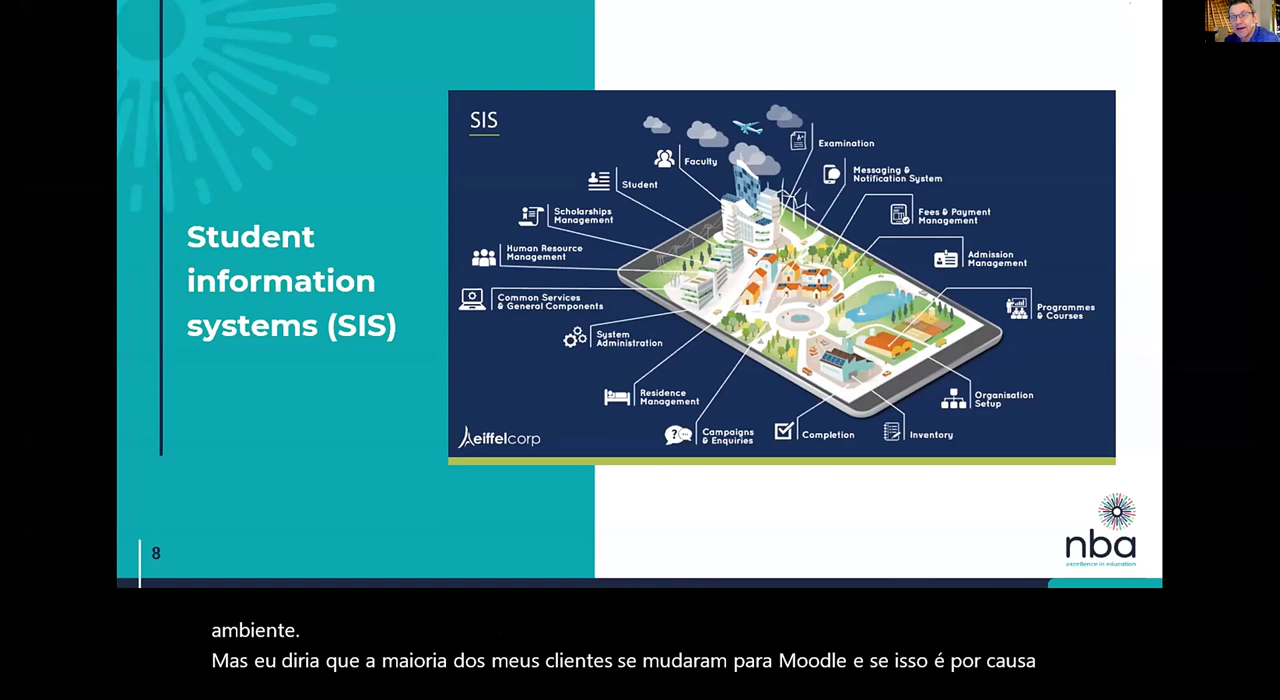 Student
information
systems (SIS)
8
SIS
Faculty
Student
Scholarships
Management
Human Resource
Management
Common Services
& General Components
System
Administration
Residence
Management
Campaigns
& Enquiries
Completion
Inventory
Organisation
Setup
Programmes
& Courses
Admission
Management
Fees & Payment
Management
Messaging &
Notification System
Examination
eiffelcorp
nba
excellence in education
ambiente.
Mas eu diria que a maioria dos meus clientes se mudaram para Moodle e se isso é por causa